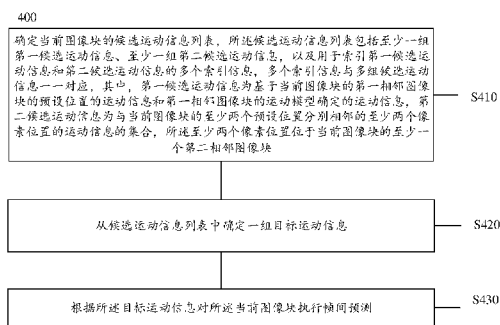 400
确定当前图像块的候选运动信息列表，所述候选运动信息列表包括至少一组
第一候选运动信息、至少一组第二候选运动信息，以及用于索引第一候选运
动信息和第二候选运动信息的多个索引信息，多个索引信息与多组候选运动
信息一一对应，其中，第一候选运动信息为基于当前图像块的第一相邻图像
块的预设位置的运动信息和第一相邻图像块的运动模型确定的运动信息，第
二候选运动信息为与当前图像块的至少两个预设位置分别相邻的至少两个像
素位置的运动信息的集合，所述至少两个像素位置位于当前图像块的至少一
个第二相邻图像块
S410
从候选运动信息列表中确定一组目标运动信息
S420
根据所述目标运动信息对所述当前图像块执行帧间预测
S430